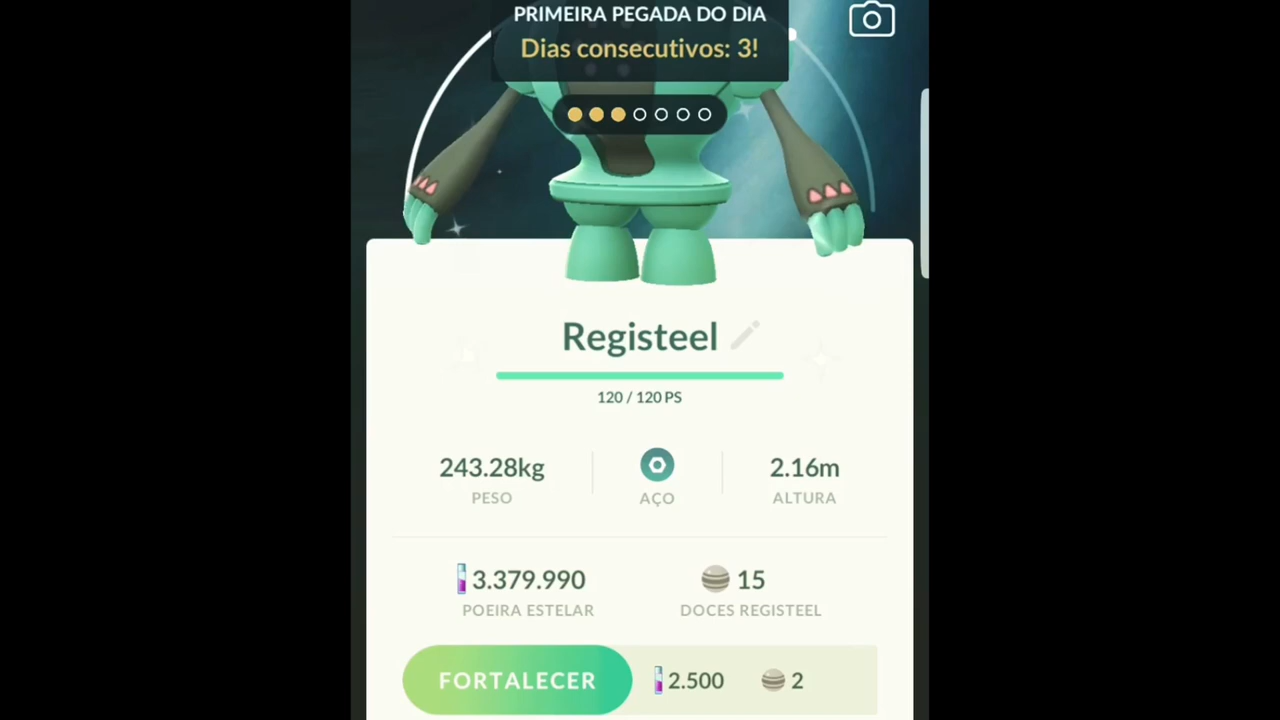 PRIMEIRA PEGADA DO DIA
Dias consecutivos: 3!
Registeel
120 / 120 PS
243.28kg
PESO
AÇO
2.16m
ALTURA
3.379.990
POEIRA ESTELAR
15
DOCES REGISTEEL
FORTALECER
2.500
2